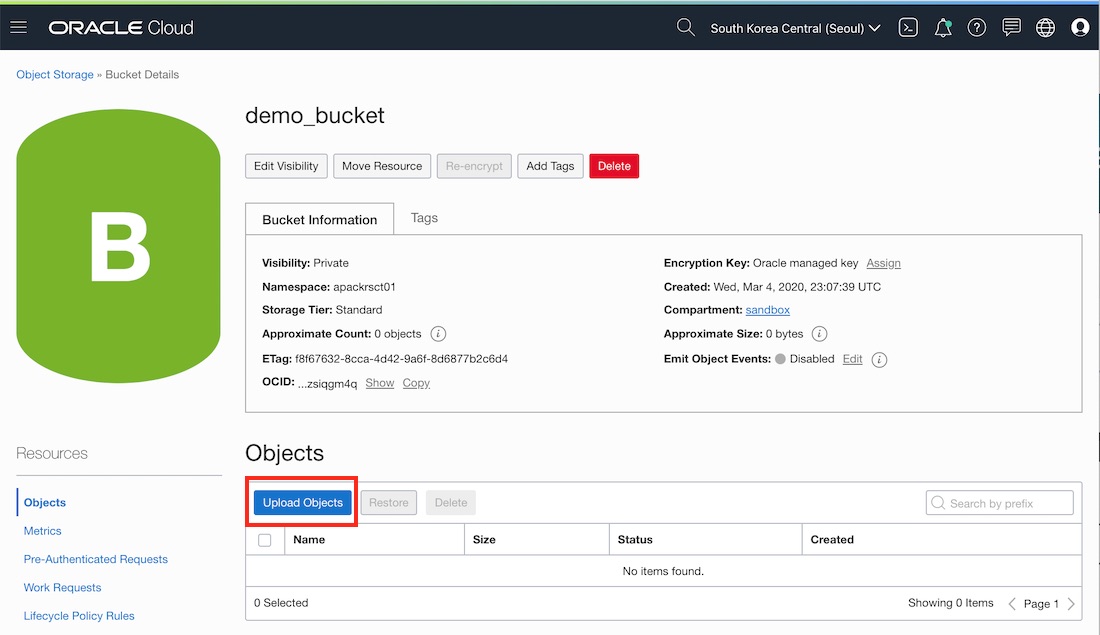 ORACLE Cloud
South Korea Central (Seoul)
Object Storage » Bucket Details
B
demo_bucket
Edit Visibility Move Resource Re-encrypt Add Tags Delete
Bucket Information Tags
Visibility: Private
Namespace: apackrsct01
Storage Tier: Standard
Approximate Count: 0 objects
ETag: f8f67632-8cca-4d42-9a6f-8d6877b2c6d4
OCID: ...zsiqgm4q Show Copy
Encryption Key: Oracle managed key Assign
Created: Wed, Mar 4, 2020, 23:07:39 UTC
Compartment: sandbox
Approximate Size: 0 bytes
Emit Object Events: Disabled Edit
Resources
Objects
Metrics
Pre-Authenticated Requests
Work Requests
Lifecycle Policy Rules
Objects
Upload Objects Restore Delete Search by prefix
Name Size Status Created
No items found.
0 Selected Showing 0 Items Page 1